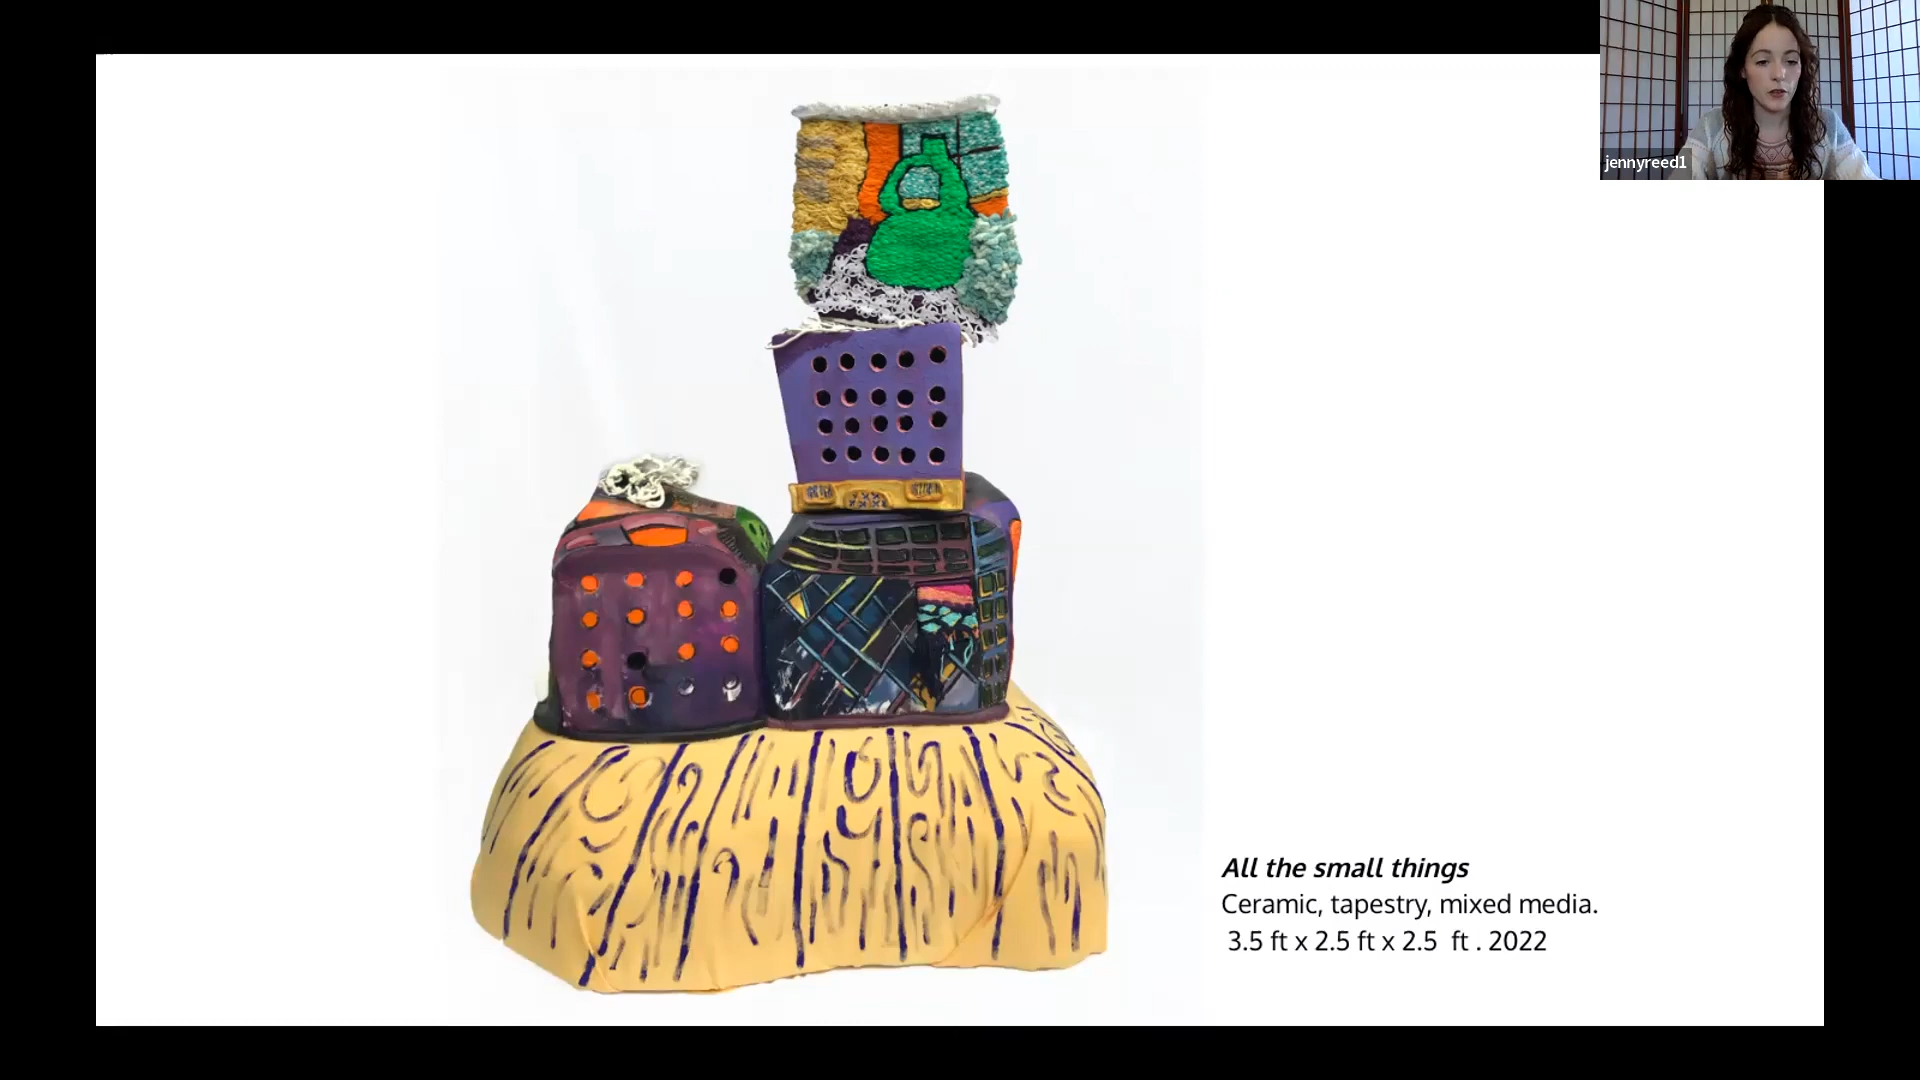 jennyreed1
All the small things
Ceramic, tapestry, mixed media.
3.5 ft x 2.5 ft x 2.5 ft . 2022